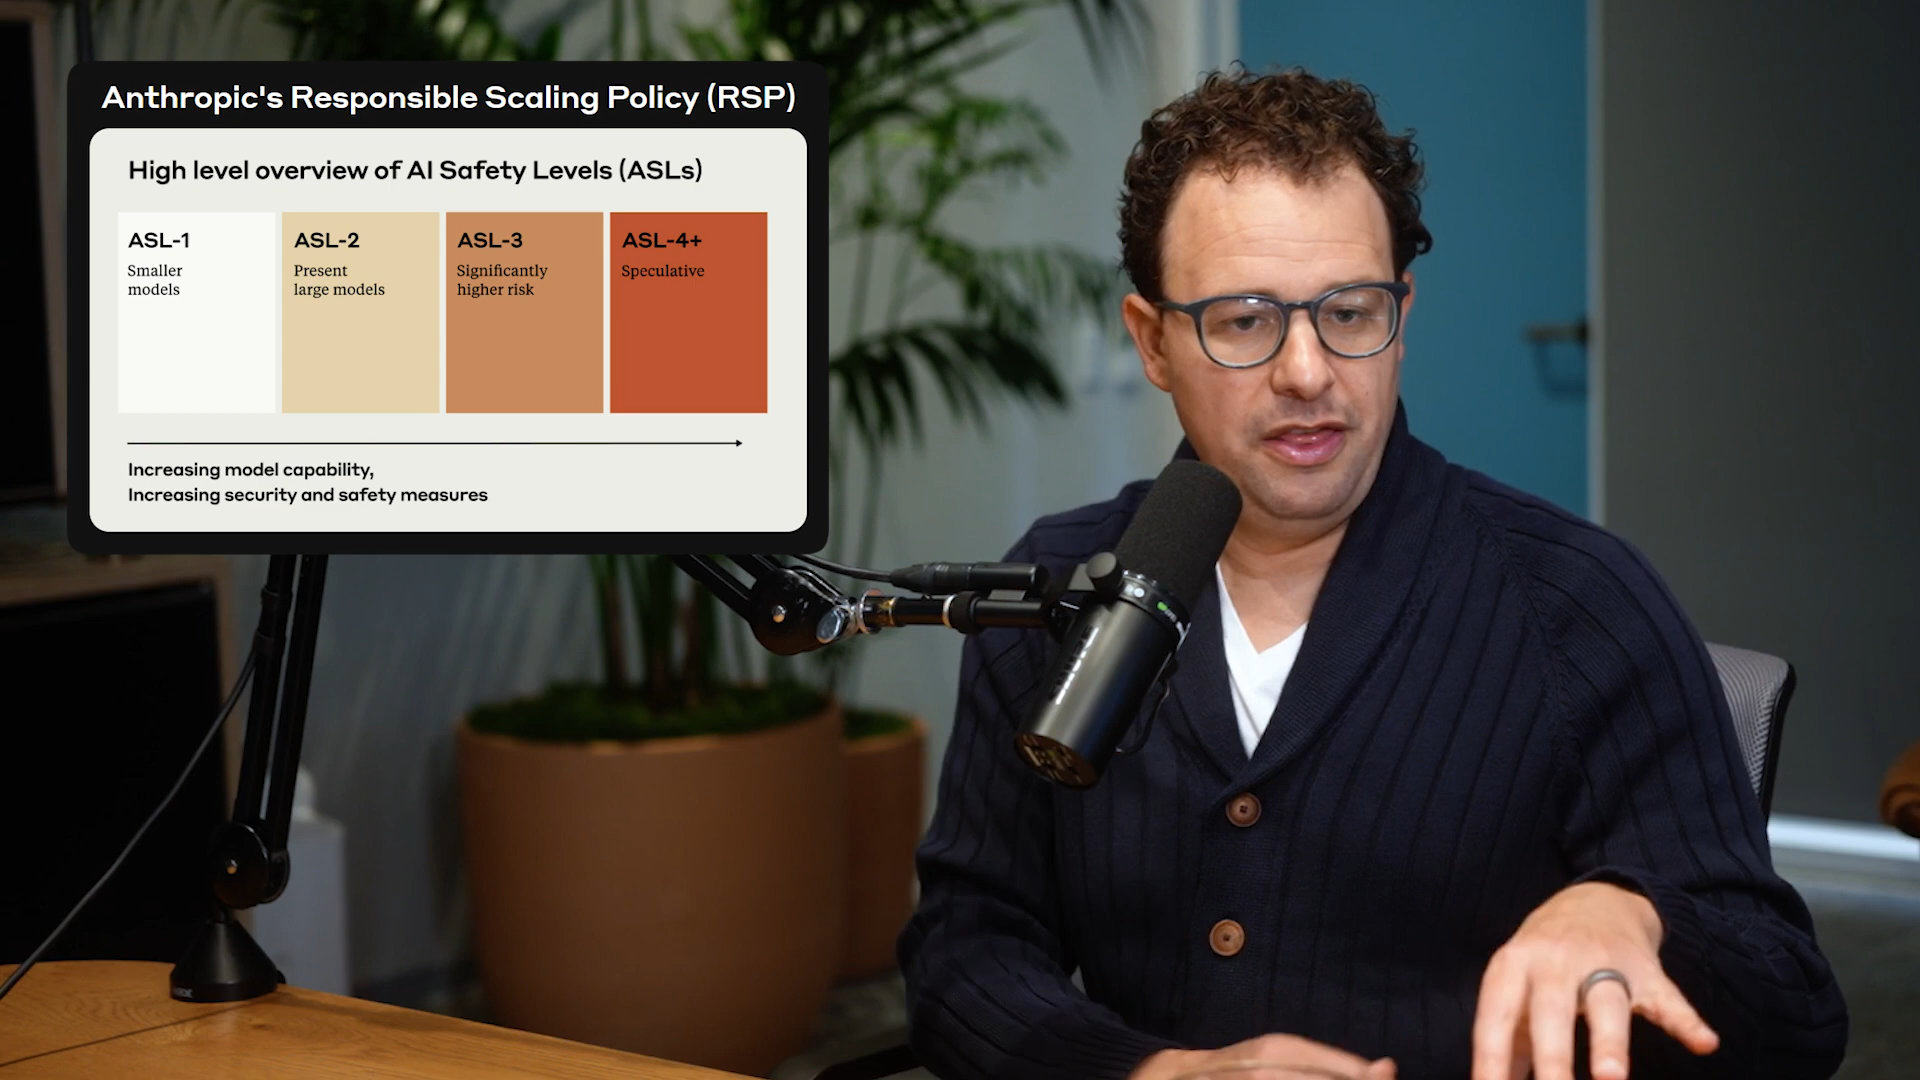 Anthropic's Responsible Scaling Policy (RSP)
High level overview of AI Safety Levels (ASLs)
ASL-1
Smaller
models
ASL-2
Present
large models
ASL-3
Significantly
higher risk
ASL-4+
Speculative
Increasing model capability,
Increasing security and safety measures